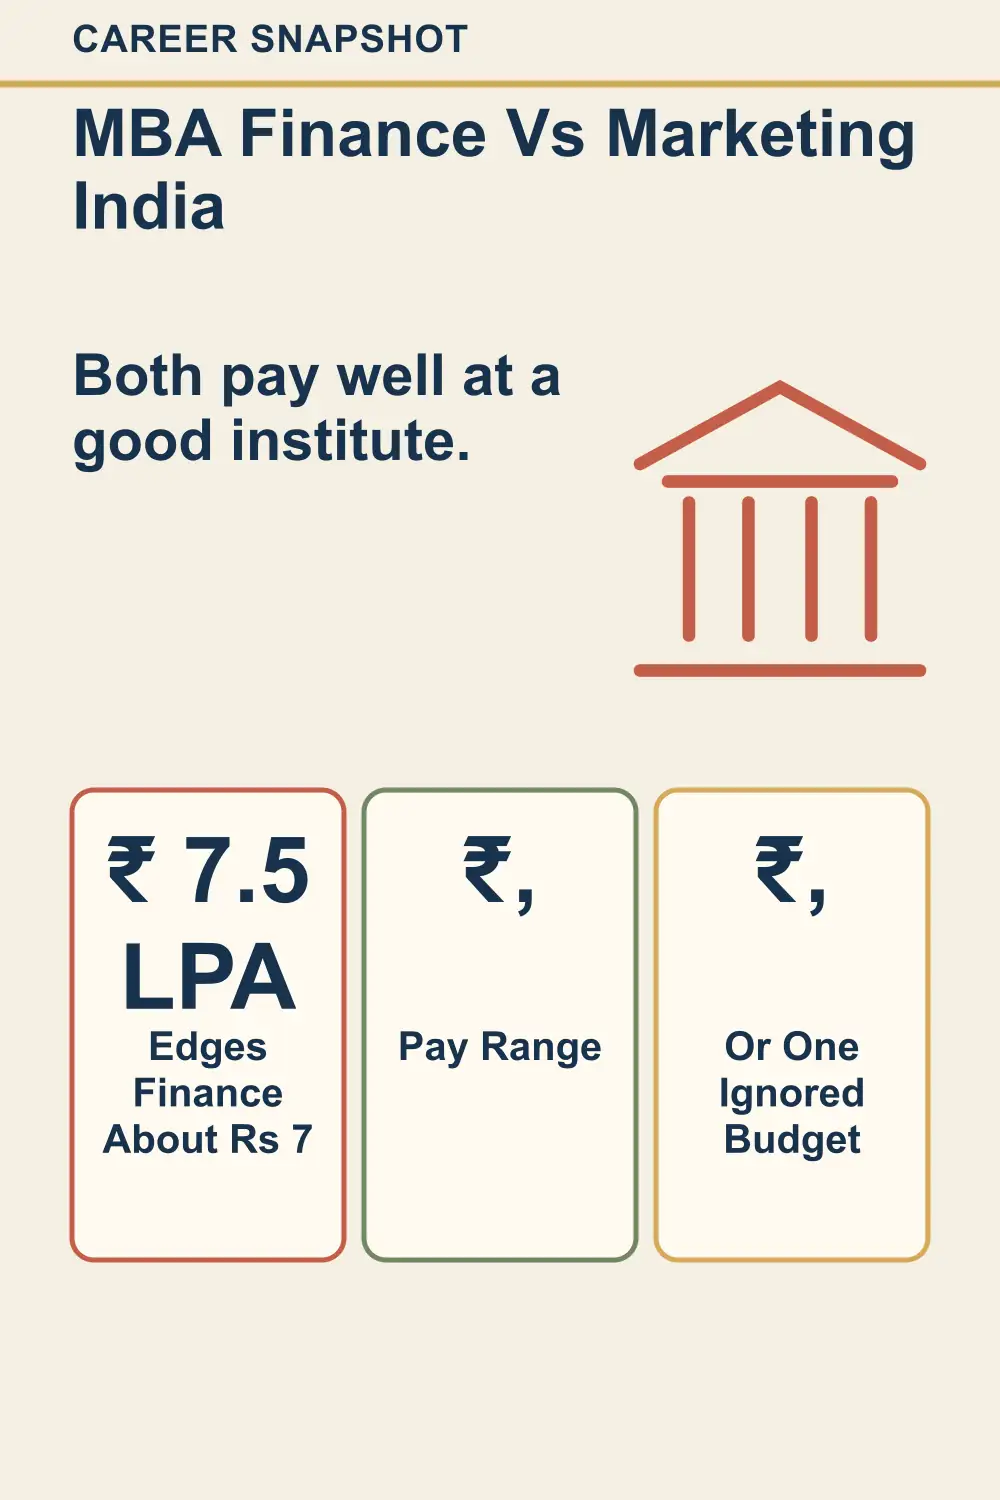 CAREER SNAPSHOT
MBA Finance Vs Marketing
India
Both pay well at a
good institute.
₹ 7.5
LPA
Edges
Finance
About Rs 7
₹,
Pay Range
₹,
Or One
Ignored
Budget